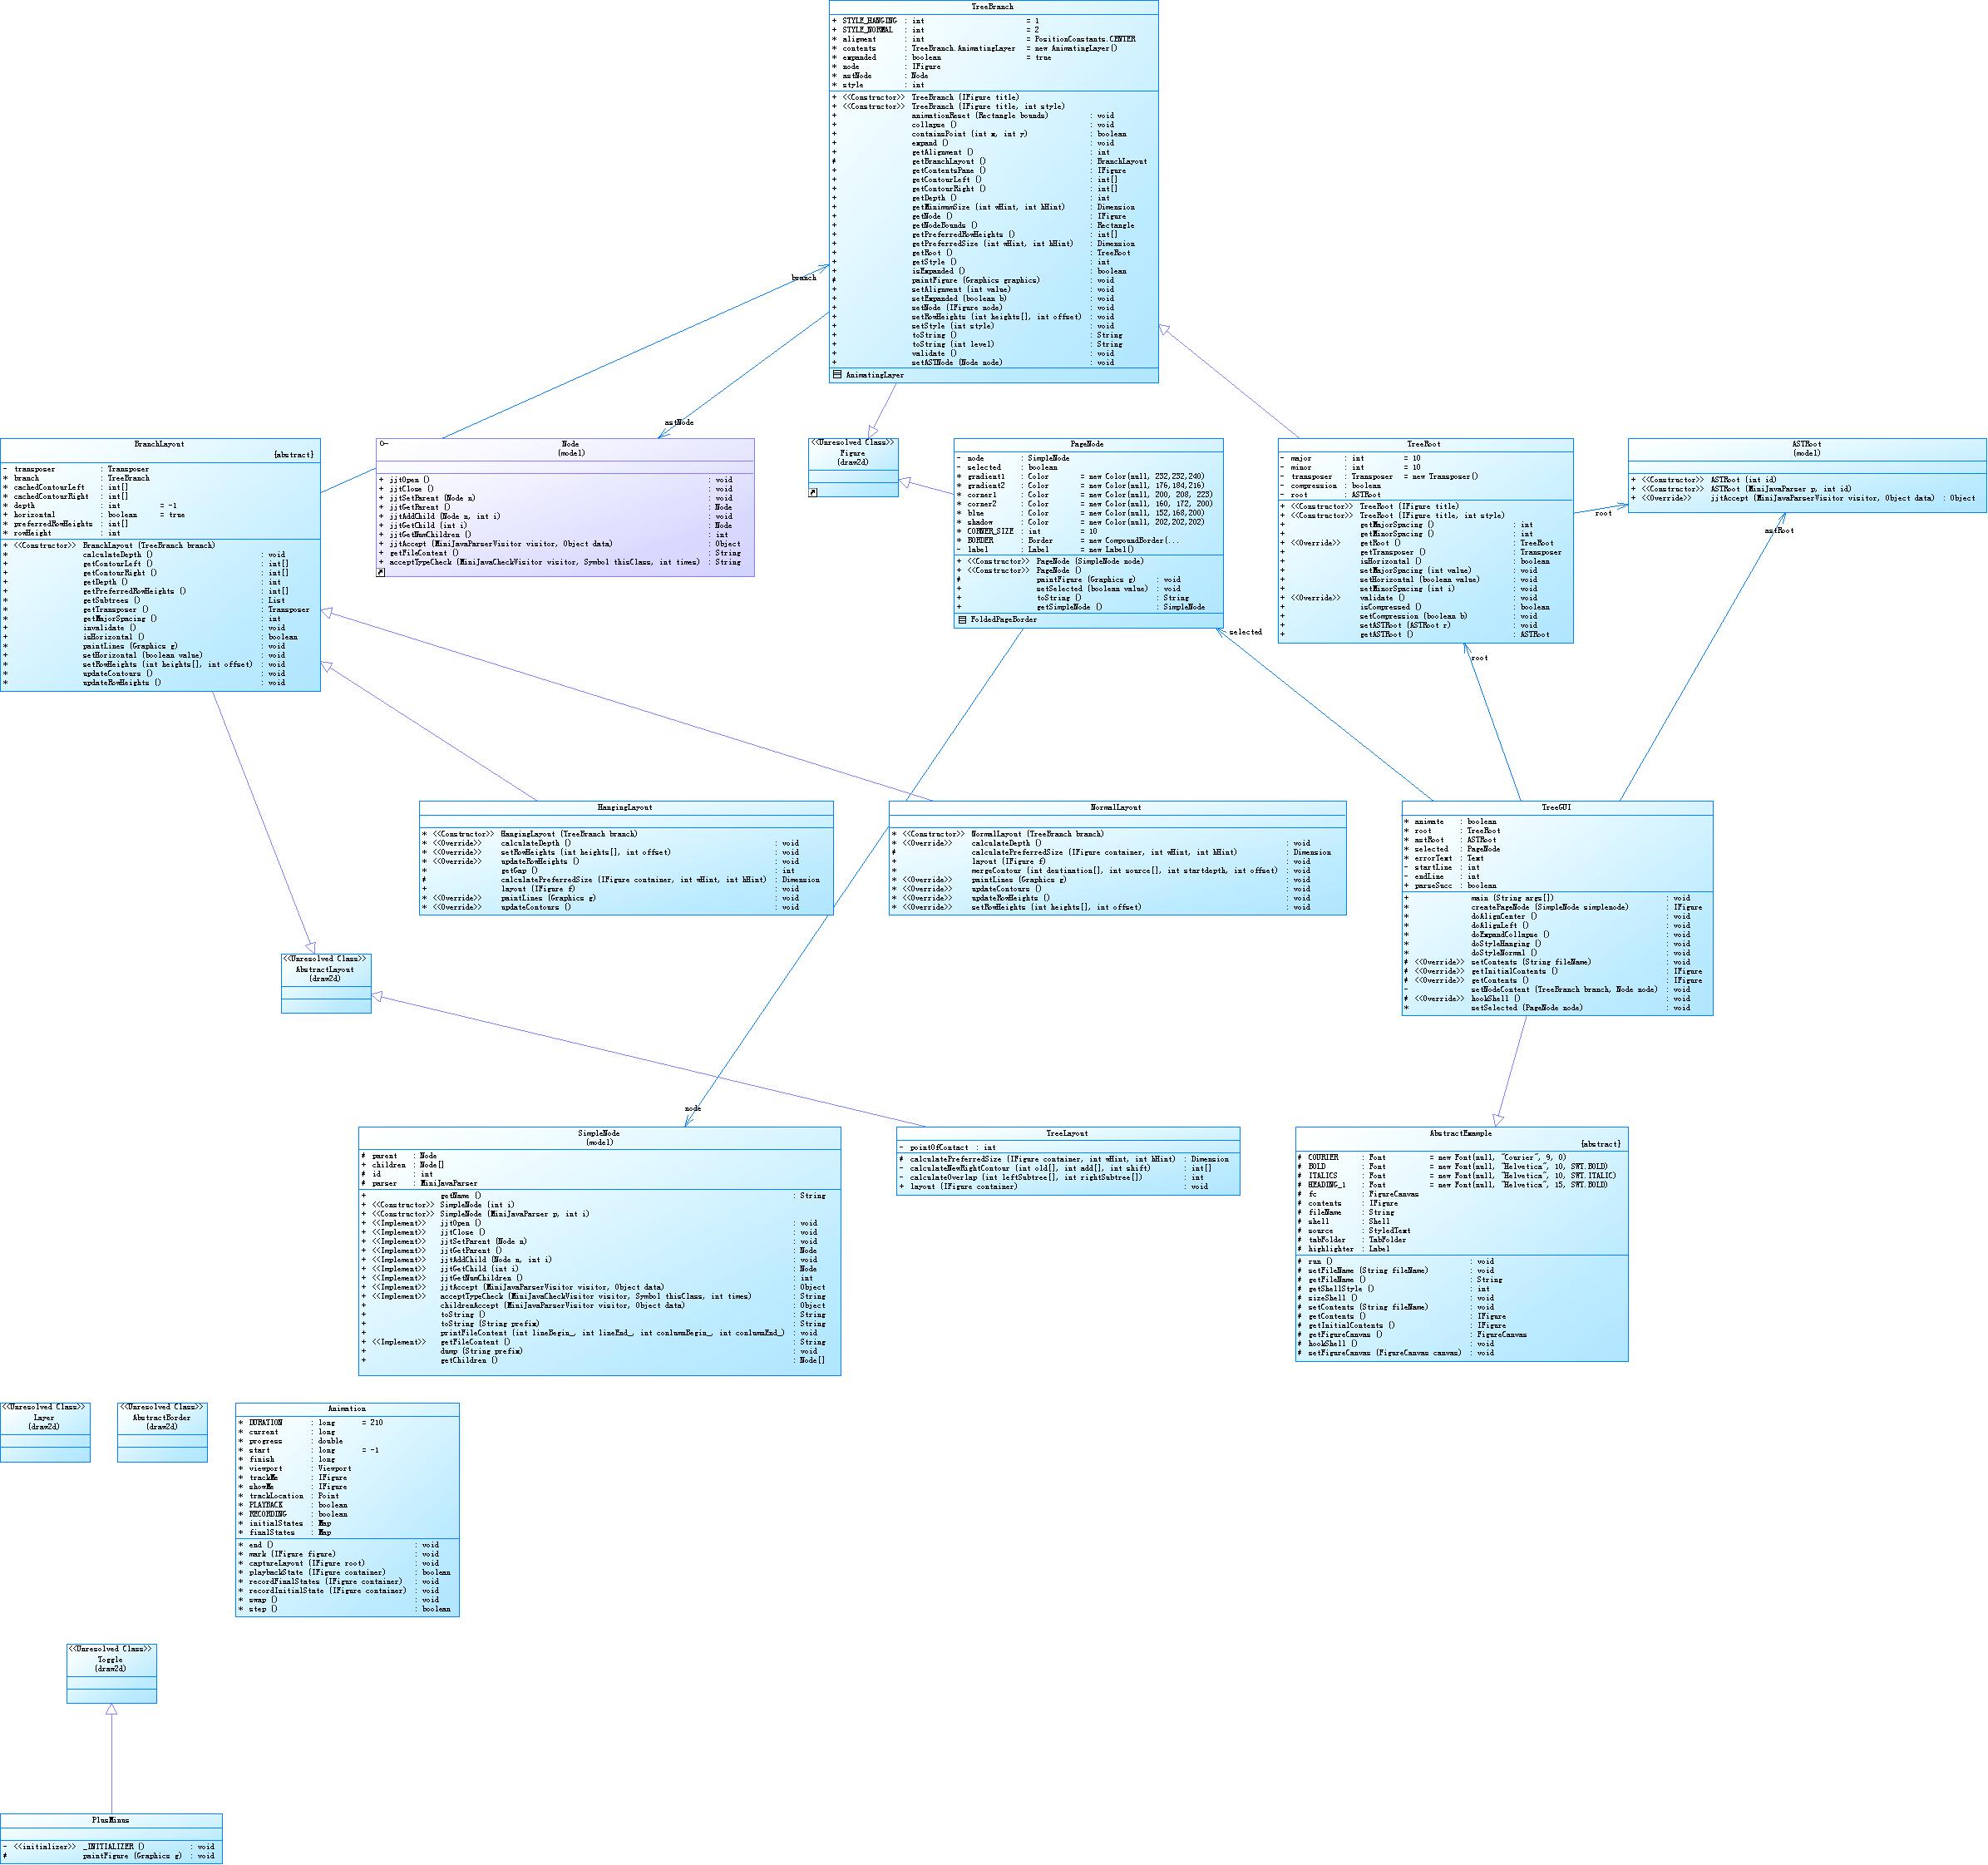 TreeBranch
+ STYLE_HANGING : int = 1
+ STYLE_NORMAL : int = 2
* aligment : int = PositionConstants.CENTER
* contents : TreeBranch.AnimatingLayer = new AnimatingLayer()
* expanded : boolean = true
* node : IFigure
* astNode : Node
* style : int
+ <<Constructor>> TreeBranch (IFigure title)
+ <<Constructor>> TreeBranch (IFigure title, int style)
+ animationReset (Rectangle bounds) : void
+ collapse () : void
+ containsPoint (int x, int y) : boolean
+ expand () : void
+ getAlignment () : int
# getBranchLayout () : BranchLayout
+ getContentsPane () : IFigure
+ getContourLeft () : int[]
+ getContourRight () : int[]
+ getDepth () : int
+ getMinimumSize (int wHint, int hHint) : Dimension
+ getNode () : IFigure
+ getNodeBounds () : Rectangle
+ getPreferredRowHeights () : int[]
+ getPreferredSize (int wHint, int hHint) : Dimension
+ getRoot () : TreeRoot
+ getStyle () : int
+ isExpanded () : boolean
# paintFigure (Graphics graphics) : void
+ setAlignment (int value) : void
+ setExpanded (boolean b) : void
+ setNode (IFigure node) : void
+ setRowHeights (int heights[], int offset) : void
+ setStyle (int style) : void
+ toString () : String
+ toString (int level) : String
+ validate () : void
+ setASTNode (Node node) : void
AnimatingLayer
branch
astNode
BranchLayout
{abstract}
- transposer : Transposer
* branch : TreeBranch
* cachedContourLeft : int[]
* cachedContourRight : int[]
* depth : int = -1
+ horizontal : boolean = true
* preferredRowHeights : int[]
* rowHeight : int
+ <<Constructor>> BranchLayout (TreeBranch branch)
* calculateDepth () : void
* getContourLeft () : int[]
* getContourRight () : int[]
* getDepth () : int
* getPreferredRowHeights () : int[]
* getSubtrees () : List
* getTransposer () : Transposer
* getMajorSpacing () : int
+ invalidate () : void
* isHorizontal () : boolean
* paintLines (Graphics g) : void
* setHorizontal (boolean value) : void
* setRowHeights (int heights[], int offset) : void
* updateContours () : void
* updateRowHeights () : void
Node
(model)
+ jjtOpen () : void
+ jjtClose () : void
+ jjtSetParent (Node n) : void
+ jjtGetParent () : Node
+ jjtAddChild (Node n, int i) : void
+ jjtGetChild (int i) : Node
+ jjtGetNumChildren () : int
+ jjtAccept (MiniJavaParserVisitor visitor, Object data) : Object
+ getFileContent () : String
+ acceptTypeCheck (MiniJavaCheckVisitor visitor, Symbol thisClass, int times) : String
<<Unresolved Class>>
Figure
(draw2d)
PageNode
- node : SimpleNode
- selected : boolean
* gradient1 : Color = new Color(null, 232,232,240)
* gradient2 : Color = new Color(null, 176,184,216)
* corner1 : Color = new Color(null, 200, 208, 223)
* corner2 : Color = new Color(null, 160, 172, 200)
* blue : Color = new Color(null, 152,168,200)
* shadow : Color = new Color(null, 202,202,202)
* CORNER_SIZE : int = 10
* BORDER : Border = new CompoundBorder(...
- label : Label = new Label()
+ <<Constructor>> PageNode (SimpleNode node)
+ <<Constructor>> PageNode ()
# paintFigure (Graphics g) : void
+ setSelected (boolean value) : void
+ toString () : String
+ getSimpleNode () : SimpleNode
FoldedPageBorder
TreeRoot
- major : int = 10
- minor : int = 10
- transposer : Transposer = new Transposer()
- compression : boolean
- root : ASTRoot
+ <<Constructor>> TreeRoot (IFigure title)
+ <<Constructor>> TreeRoot (IFigure title, int style)
+ getMajorSpacing () : int
+ getMinorSpacing () : int
+ <<Override>> getRoot () : TreeRoot
+ getTransposer () : Transposer
+ isHorizontal () : boolean
+ setMajorSpacing (int value) : void
+ setHorizontal (boolean value) : void
+ setMinorSpacing (int i) : void
+ <<Override>> validate () : void
+ isCompressed () : boolean
+ setCompression (boolean b) : void
+ setASTRoot (ASTRoot r) : void
+ getASTRoot () : ASTRoot
ASTRoot
(model)
+ <<Constructor>> ASTRoot (int id)
+ <<Constructor>> ASTRoot (MiniJavaParser p, int id)
+ <<Override>> jjtAccept (MiniJavaParserVisitor visitor, Object data) : Object
root
astRoot
selected
root
HangingLayout
* <<Constructor>> HangingLayout (TreeBranch branch)
* <<Override>> calculateDepth () : void
* <<Override>> setRowHeights (int heights[], int offset) : void
* <<Override>> updateRowHeights () : void
* getGap () : int
# calculatePreferredSize (IFigure container, int wHint, int hHint) : Dimension
+ layout (IFigure f) : void
* <<Override>> paintLines (Graphics g) : void
* <<Override>> updateContours () : void
NormalLayout
* <<Constructor>> NormalLayout (TreeBranch branch)
* <<Override>> calculateDepth () : void
# calculatePreferredSize (IFigure container, int wHint, int hHint) : Dimension
+ layout (IFigure f) : void
* mergeContour (int destination[], int source[], int startdepth, int offset) : void
* <<Override>> paintLines (Graphics g) : void
* <<Override>> updateContours () : void
* <<Override>> updateRowHeights () : void
* <<Override>> setRowHeights (int heights[], int offset) : void
TreeGUI
* animate : boolean
* root : TreeRoot
* astRoot : ASTRoot
* selected : PageNode
* errorText : Text
- startLine : int
- endLine : int
+ parseSucc : boolean
+ main (String args[]) : void
* createPageNode (SimpleNode simplenode) : IFigure
* doAlignCenter () : void
* doAlignLeft () : void
* doExpandCollapse () : void
* doStyleHanging () : void
* doStyleNormal () : void
# <<Override>> setContents (String fileName) : void
# <<Override>> getInitialContents () : IFigure
# <<Override>> getContents () : IFigure
- setNodeContent (TreeBranch branch, Node node) : void
# <<Override>> hookShell () : void
* setSelected (PageNode node) : void
<<Unresolved Class>>
AbstractLayout
(draw2d)
node
SimpleNode
(model)
# parent : Node
+ children : Node[]
# id : int
# parser : MiniJavaParser
+ getName () : String
+ <<Constructor>> SimpleNode (int i)
+ <<Constructor>> SimpleNode (MiniJavaParser p, int i)
+ <<Implement>> jjtOpen () : void
+ <<Implement>> jjtClose () : void
+ <<Implement>> jjtSetParent (Node n) : void
+ <<Implement>> jjtGetParent () : Node
+ <<Implement>> jjtAddChild (Node n, int i) : void
+ <<Implement>> jjtGetChild (int i) : Node
+ <<Implement>> jjtGetNumChildren () : int
+ <<Implement>> jjtAccept (MiniJavaParserVisitor visitor, Object data) : Object
+ <<Implement>> acceptTypeCheck (MiniJavaCheckVisitor visitor, Symbol thisClass, int times) : String
+ childrenAccept (MiniJavaParserVisitor visitor, Object data) : Object
+ toString () : String
+ toString (String prefix) : String
+ printFileContent (int lineBegin_, int lineEnd_, int conlumnBegin_, int conlumnEnd_) : void
+ <<Implement>> getFileContent () : String
+ dump (String prefix) : void
+ getChildren () : Node[]
TreeLayout
- pointOfContact : int
# calculatePreferredSize (IFigure container, int wHint, int hHint) : Dimension
- calculateNewRightContour (int old[], int add[], int shift) : int[]
- calculateOverlap (int leftSubtree[], int rightSubtree[]) : int
+ layout (IFigure container) : void
AbstractExample
{abstract}
# COURIER : Font = new Font(null, "Courier", 9, 0)
# BOLD : Font = new Font(null, "Helvetica", 10, SWT.BOLD)
# ITALICS : Font = new Font(null, "Helvetica", 10, SWT.ITALIC)
# HEADING_1 : Font = new Font(null, "Helvetica", 15, SWT.BOLD)
# fc : FigureCanvas
# contents : IFigure
# fileName : String
# shell : Shell
# source : StyledText
# tabFolder : TabFolder
# highlighter : Label
# run () : void
# setFileName (String fileName) : void
# getFileName () : String
# getShellStyle () : int
# sizeShell () : void
# setContents (String fileName) : void
# getContents () : IFigure
# getInitialContents () : IFigure
# getFigureCanvas () : FigureCanvas
# hookShell () : void
# setFigureCanvas (FigureCanvas canvas) : void
<<Unresolved Class>>
Layer
(draw2d)
<<Unresolved Class>>
AbstractBorder
(draw2d)
Animation
* DURATION : long = 210
* current : long
* progress : double
* start : long = -1
* finish : long
* viewport : Viewport
* trackMe : IFigure
* showMe : IFigure
* trackLocation : Point
* PLAYBACK : boolean
* RECORDING : boolean
* initialStates : Map
* finalStates : Map
* end () : void
* mark (IFigure figure) : void
* captureLayout (IFigure root) : void
* playbackState (IFigure container) : boolean
* recordFinalStates (IFigure container) : void
* recordInitialState (IFigure container) : void
* swap () : void
* step () : boolean
<<Unresolved Class>>
Toggle
(draw2d)
PlusMinus
- <<initializer>> _INITIALIZER () : void
# paintFigure (Graphics g) : void